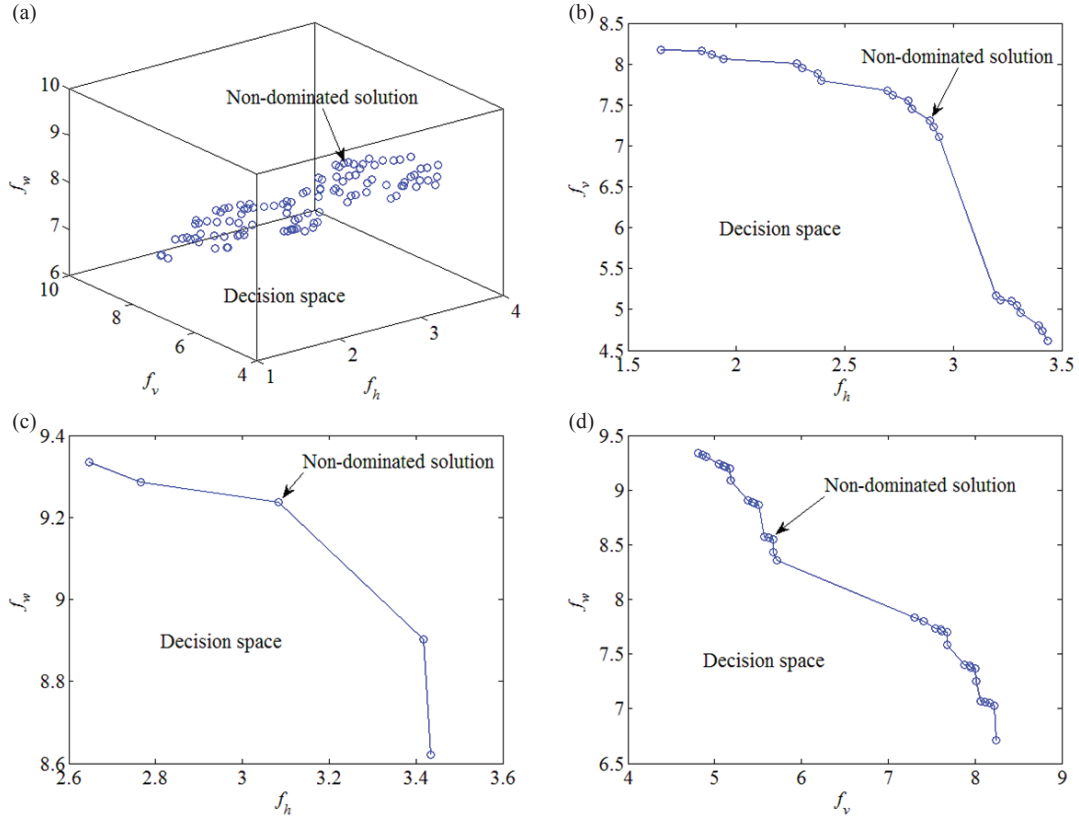 (a)
10
9
8
7
6
f_w
10
8
6
4
f_v
1
2
3
4
f_h
Non-dominated solution
Decision space
(b)
8.5
8
7.5
7
6.5
6
5.5
5
4.5
f_v
1.5
2
2.5
3
3.5
f_h
Non-dominated solution
Decision space
(c)
9.4
9.2
9
8.8
8.6
f_w
2.6
2.8
3
3.2
3.4
3.6
f_h
Non-dominated solution
Decision space
(d)
9.5
9
8.5
8
7.5
7
6.5
f_w
4
5
6
7
8
9
f_v
Non-dominated solution
Decision space